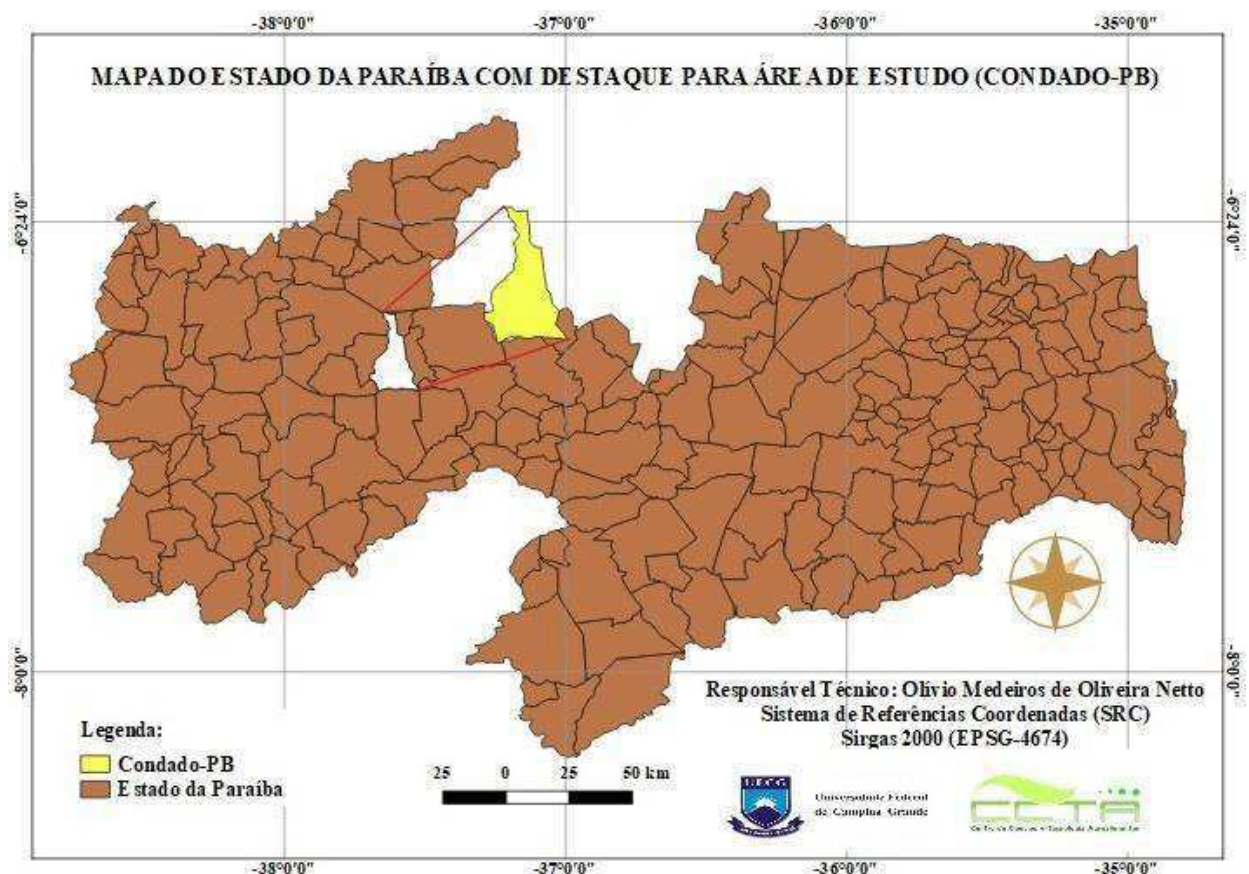 -38°0'0" -37°0'0" -36°0'0" -35°0'0"
MAPA DO ESTADO DA PARAÍBA COM DESTAQUE PARA ÁREA DE ESTUDO (CONDADO-PB)
-6°24'0" -6°24'0"
-8°0'0" -8°0'0"
Responsável Técnico: Olívio Medeiros de Oliveira Netto
Sistema de Referências Coordenadas (SRC)
Sirgas 2000 (EPSG-4674)
Legenda:
Condado-PB
Estado da Paraíba
25 0 25 50 km
UFCG
Universidade Federal
de Campina Grande
CCTA
-38°0'0" -37°0'0" -36°0'0" -35°0'0"